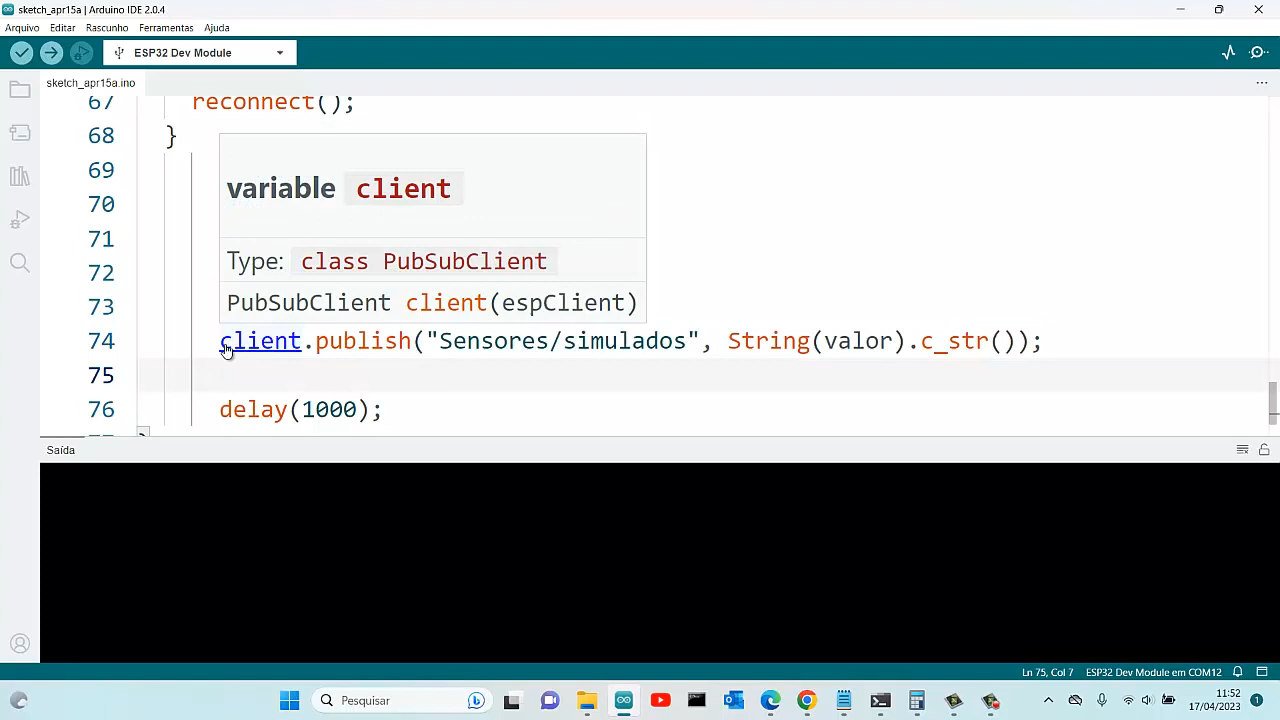 sketch_apr15a | Arduino IDE 2.0.4
Arquivo Editar Rascunho Ferramentas Ajuda
ESP32 Dev Module
sketch_apr15a.ino
67 reconnect();
68 }
69
70
71
72
73
variable client
Type: class PubSubClient
PubSubClient client(espClient)
74 client.publish("Sensores/simulados", String(valor).c_str());
75
76 delay(1000);
Saída
Ln 75, Col 7 ESP32 Dev Module em COM12
Pesquisar
11:52
17/04/2023
1